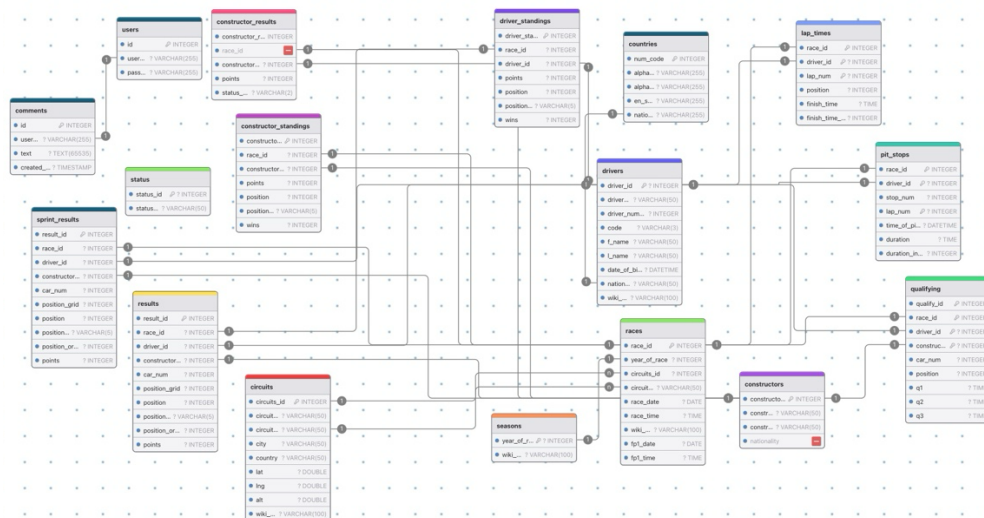 users
id INTEGER
user... ? VARCHAR(255)
pass... ? VARCHAR(255)
comments
id INTEGER
user... ? VARCHAR(255)
text ? TEXT(65535)
created_... ? TIMESTAMP
constructor_results
constructor_r... INTEGER
race_id
constructor... ? INTEGER
points ? INTEGER
status_... ? VARCHAR(2)
constructor_standings
constructo... INTEGER
race_id ? INTEGER
constructor... ? INTEGER
points ? INTEGER
position ? INTEGER
position... ? VARCHAR(5)
wins ? INTEGER
status
status_id ? INTEGER
status... ? VARCHAR(50)
sprint_results
result_id INTEGER
race_id ? INTEGER
driver_id ? INTEGER
constructor... ? INTEGER
car_num ? INTEGER
position_grid ? INTEGER
position ? INTEGER
position... ? VARCHAR(5)
position_or... ? INTEGER
points ? INTEGER
results
result_id INTEGER
race_id ? INTEGER
driver_id ? INTEGER
constructor... ? INTEGER
car_num ? INTEGER
position_grid ? INTEGER
position ? INTEGER
position... ? VARCHAR(5)
position_or... ? INTEGER
points ? INTEGER
circuits
circuits_id INTEGER
circuit... ? VARCHAR(50)
circuit... ? VARCHAR(50)
city ? VARCHAR(50)
country ? VARCHAR(50)
lat ? DOUBLE
lng ? DOUBLE
alt ? DOUBLE
wiki_... ? VARCHAR(100)
driver_standings
driver_sta... INTEGER
race_id ? INTEGER
driver_id ? INTEGER
points ? INTEGER
position ? INTEGER
position... ? VARCHAR(5)
wins ? INTEGER
countries
num_code INTEGER
alpha... ? VARCHAR(255)
alpha... ? VARCHAR(255)
en_s... ? VARCHAR(255)
natio... ? VARCHAR(255)
drivers
driver_id ? INTEGER
driver... ? VARCHAR(50)
driver_num... ? INTEGER
code ? VARCHAR(3)
f_name ? VARCHAR(50)
l_name ? VARCHAR(50)
date_of_bi... ? DATETIME
nation... ? VARCHAR(50)
wiki_... ? VARCHAR(100)
races
race_id INTEGER
year_of_race ? INTEGER
circuits_id ? INTEGER
circuit... ? VARCHAR(50)
race_date ? DATE
race_time ? TIME
wiki_... ? VARCHAR(100)
fp1_date ? DATE
fp1_time ? TIME
seasons
year_of_r... ? INTEGER
wiki_... ? VARCHAR(100)
constructors
constructo... INTEGER
constr... ? VARCHAR(50)
constr... ? VARCHAR(50)
nationality
lap_times
race_id ? INTEGER
driver_id ? INTEGER
lap_num ? INTEGER
position ? INTEGER
finish_time ? TIME
finish_time_... ? INTEGER
pit_stops
race_id ? INTEGER
driver_id ? INTEGER
stop_num ? INTEGER
lap_num ? INTEGER
time_of_pi... ? DATETIME
duration ? TIME
duration_in... ? INTEGER
qualifying
qualify_id INTEGER
race_id INTEGER
driver_id INTEGER
construc... INTEGER
car_num ? INTEGER
position ? INTEGER
q1
q2
q3